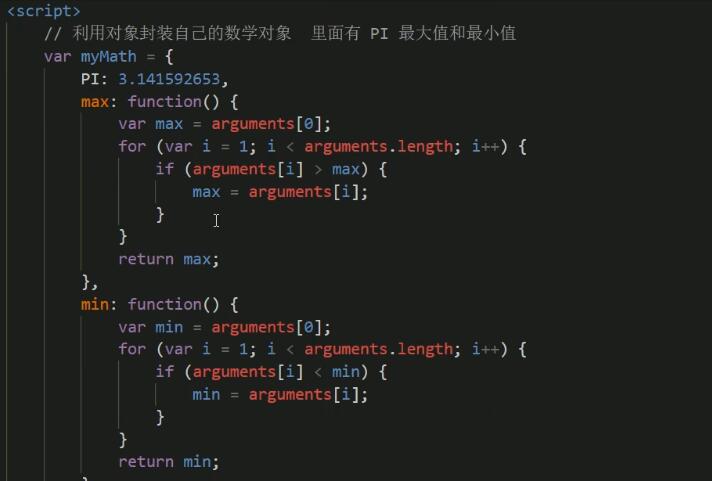 <script>
// 利用对象封装自己的数学对象  里面有 PI 最大值和最小值
var myMath = {
PI: 3.141592653,
max: function() {
var max = arguments[0];
for (var i = 1; i < arguments.length; i++) {
if (arguments[i] > max) {
max = arguments[i];
}
}
return max;
},
min: function() {
var min = arguments[0];
for (var i = 1; i < arguments.length; i++) {
if (arguments[i] < min) {
min = arguments[i];
}
}
return min;